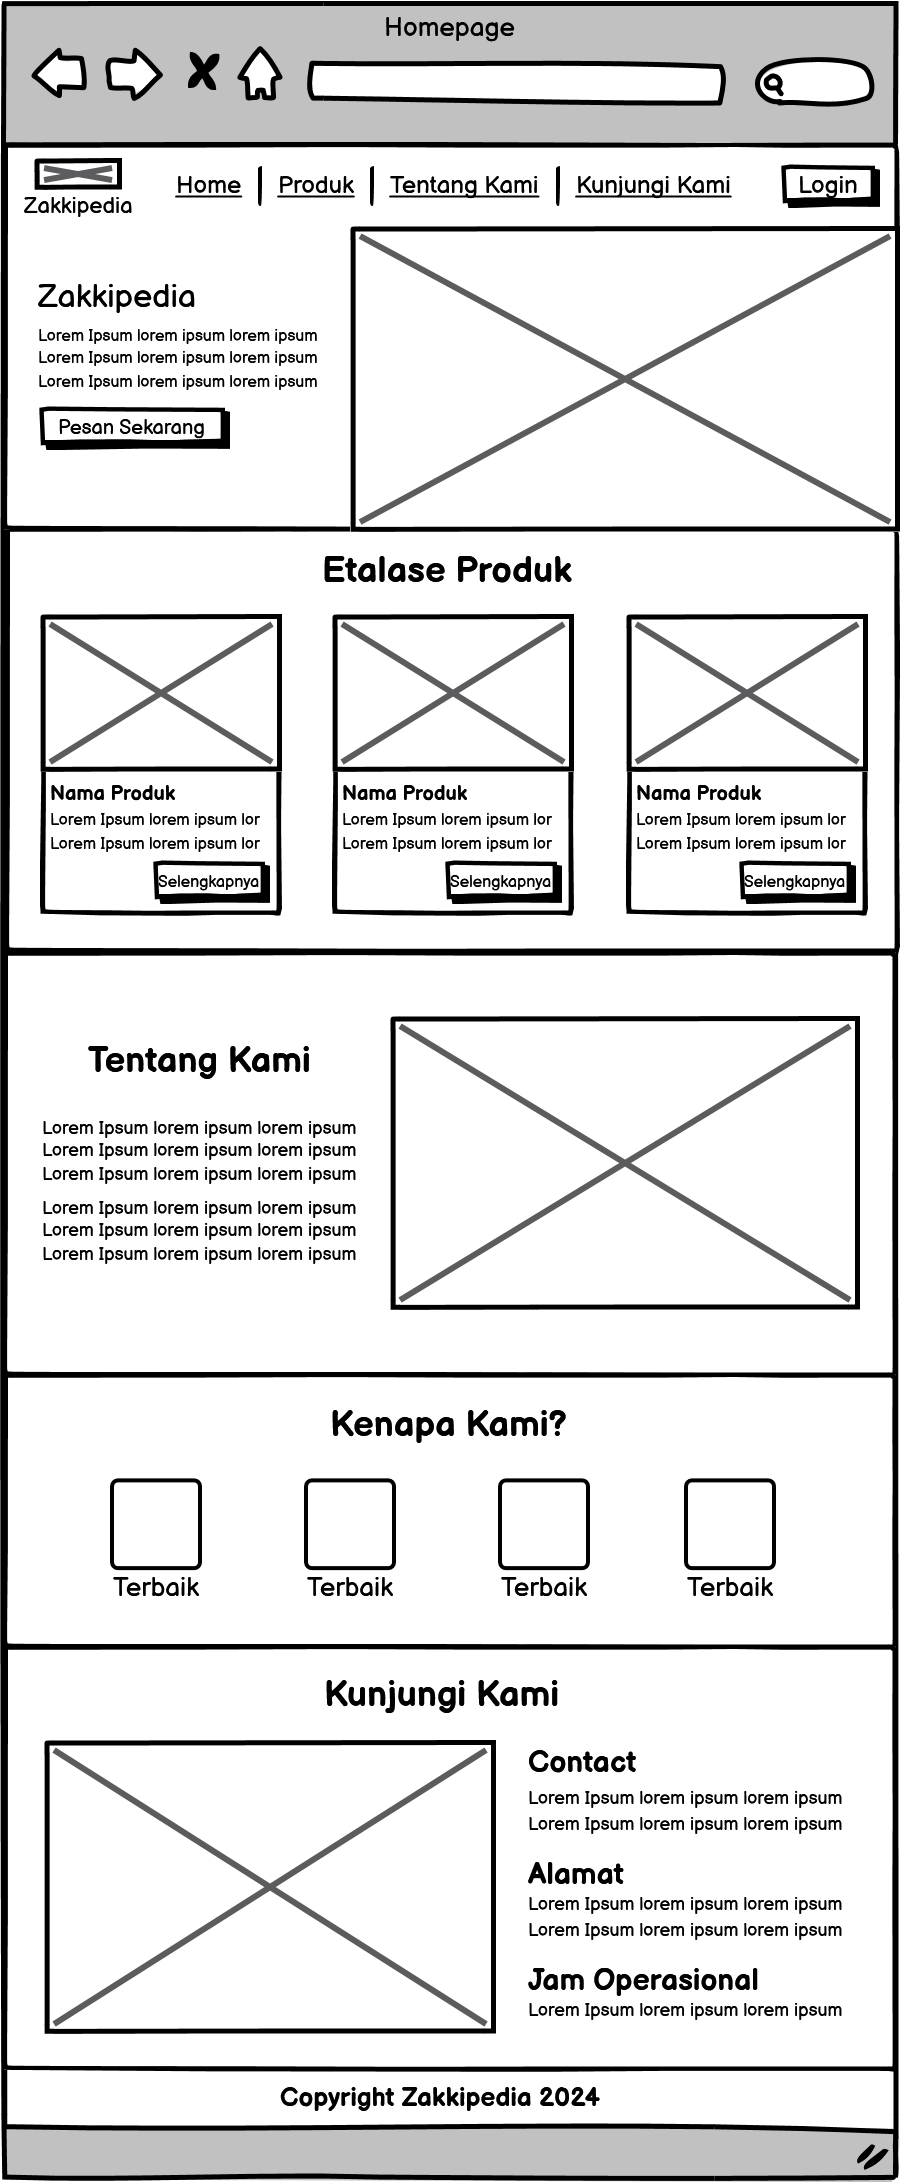 Homepage
Zakkipedia
Home
Produk
Tentang Kami
Kunjungi Kami
Login
Zakkipedia
Lorem Ipsum lorem ipsum lorem ipsum
Lorem Ipsum lorem ipsum lorem ipsum
Lorem Ipsum lorem ipsum lorem ipsum
Pesan Sekarang
Etalase Produk
Nama Produk
Lorem Ipsum lorem ipsum lor
Lorem Ipsum lorem ipsum lor
Selengkapnya
Nama Produk
Lorem Ipsum lorem ipsum lor
Lorem Ipsum lorem ipsum lor
Selengkapnya
Nama Produk
Lorem Ipsum lorem ipsum lor
Lorem Ipsum lorem ipsum lor
Selengkapnya
Tentang Kami
Lorem Ipsum lorem ipsum lorem ipsum
Lorem Ipsum lorem ipsum lorem ipsum
Lorem Ipsum lorem ipsum lorem ipsum
Lorem Ipsum lorem ipsum lorem ipsum
Lorem Ipsum lorem ipsum lorem ipsum
Lorem Ipsum lorem ipsum lorem ipsum
Kenapa Kami?
Terbaik
Terbaik
Terbaik
Terbaik
Kunjungi Kami
Contact
Lorem Ipsum lorem ipsum lorem ipsum
Lorem Ipsum lorem ipsum lorem ipsum
Alamat
Lorem Ipsum lorem ipsum lorem ipsum
Lorem Ipsum lorem ipsum lorem ipsum
Jam Operasional
Lorem Ipsum lorem ipsum lorem ipsum
Copyright Zakkipedia 2024